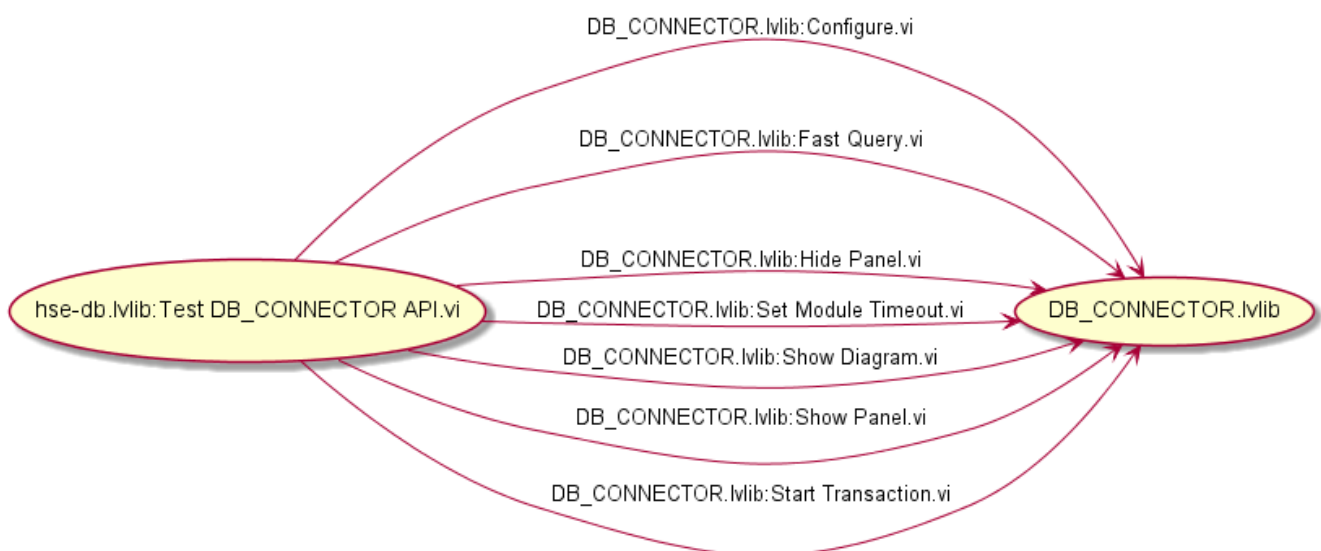 DB_CONNECTOR.lvlib:Configure.vi
DB_CONNECTOR.lvlib:Fast Query.vi
DB_CONNECTOR.lvlib:Hide Panel.vi
hse-db.lvlib:Test DB_CONNECTOR API.vi
DB_CONNECTOR.lvlib:Set Module Timeout.vi
DB_CONNECTOR.lvlib
DB_CONNECTOR.lvlib:Show Diagram.vi
DB_CONNECTOR.lvlib:Show Panel.vi
DB_CONNECTOR.lvlib:Start Transaction.vi